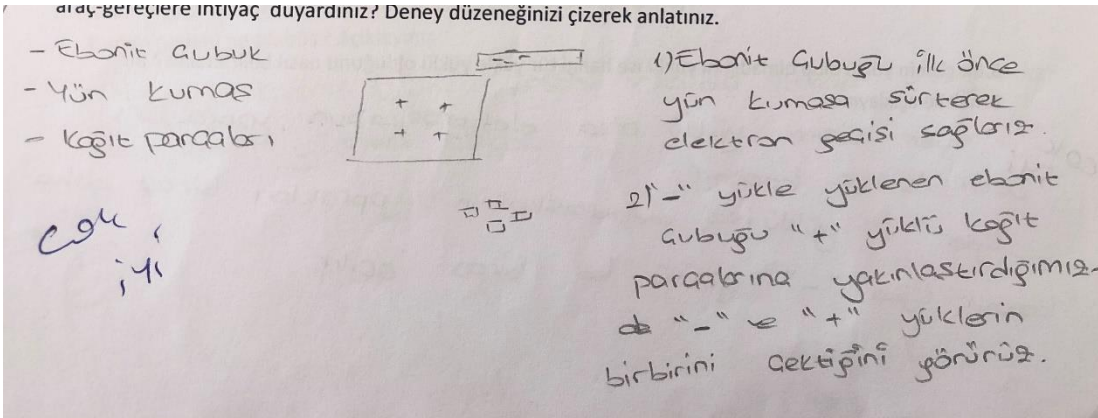 araç-gereçlere ihtiyaç duyardınız? Deney düzeneğinizi çizerek anlatınız.
- Ebonit Çubuk
- Yün kumaş
- Kağıt parçaları
çok
iyi
1) Ebonit Çubuğu ilk önce
yün kumaşa sürterek
elektron geçişi sağlarız.
2) "-" yükle yüklenen ebonit
Çubuğu "+" yüklü kağıt
parçalarına yakınlaştırdığımız-
da "-" ve "+" yüklerin
birbirini çektiğini görürüz.